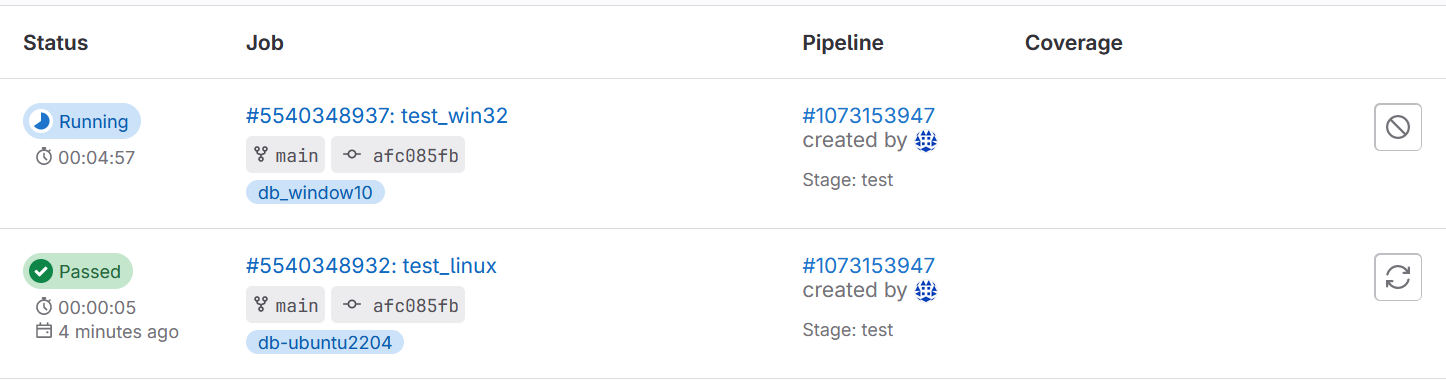 Status Job Pipeline Coverage
Running #5540348937: test_win32 #1073153947
main afc085fb created by
00:04:57
db_window10 Stage: test
Passed #5540348932: test_linux #1073153947
main afc085fb created by
00:00:05
4 minutes ago
db-ubuntu2204 Stage: test